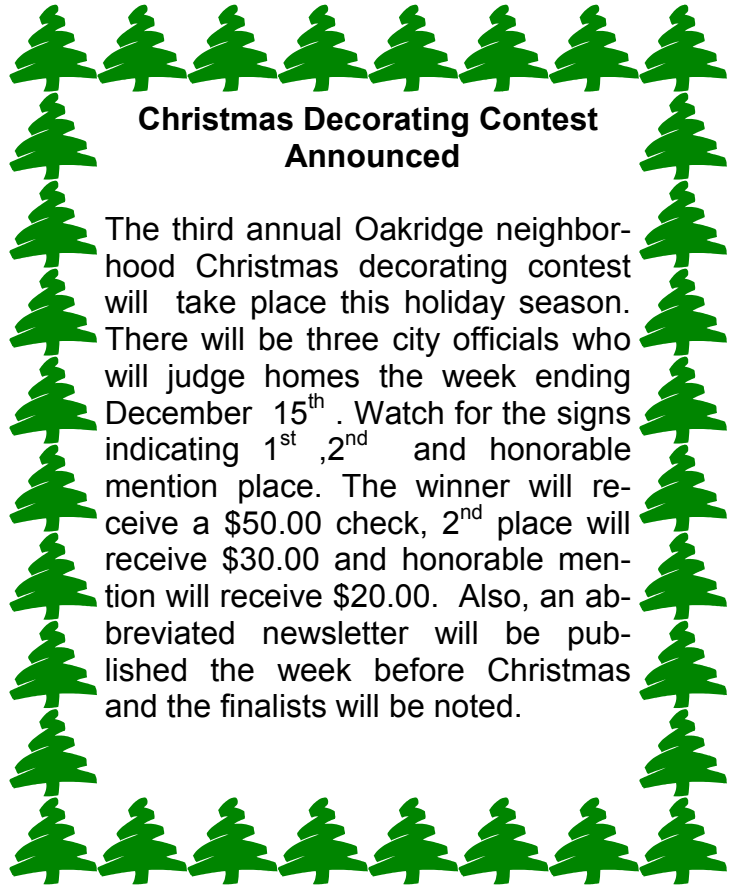 Christmas Decorating Contest
Announced
The third annual Oakridge neighbor-
hood Christmas decorating contest
will take place this holiday season.
There will be three city officials who
will judge homes the week ending
December 15th . Watch for the signs
indicating 1st ,2nd and honorable
mention place. The winner will re-
ceive a $50.00 check, 2nd place will
receive $30.00 and honorable men-
tion will receive $20.00. Also, an ab-
breviated newsletter will be pub-
lished the week before Christmas
and the finalists will be noted.